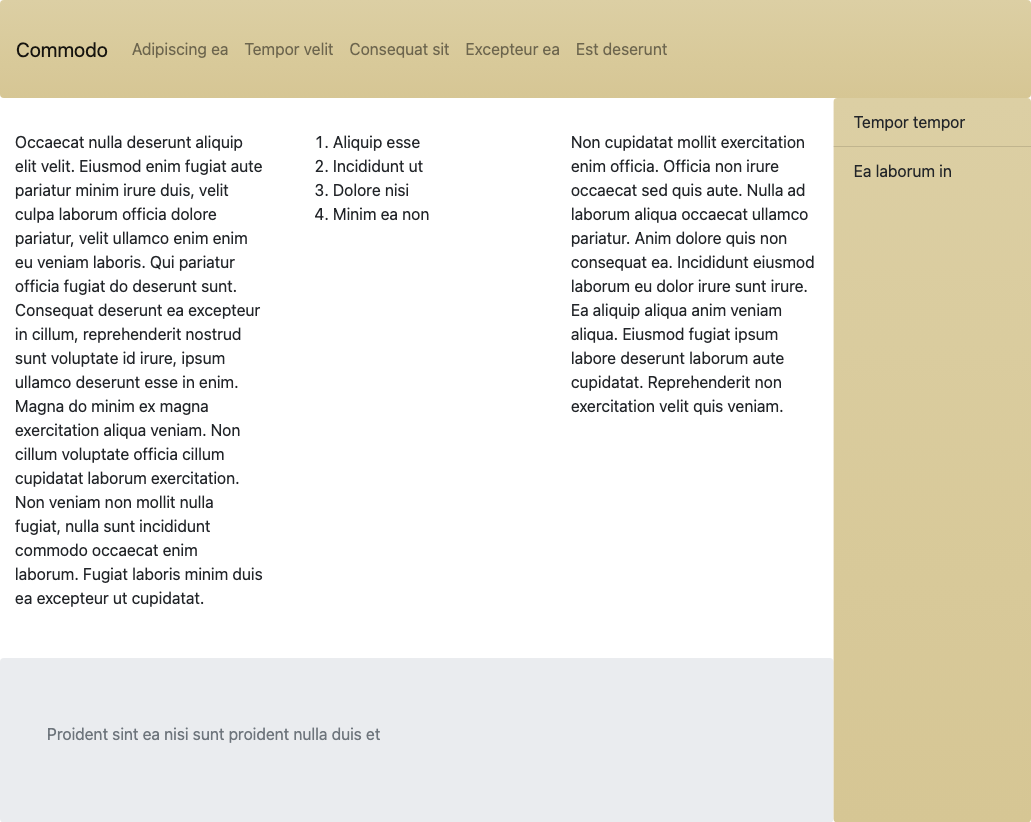 Commodo
Adipiscing ea
Tempor velit
Consequat sit
Excepteur ea
Est deserunt
Occaecat nulla deserunt aliquip
elit velit. Eiusmod enim fugiat aute
pariatur minim irure duis, velit
culpa laborum officia dolore
pariatur, velit ullamco enim enim
eu veniam laboris. Qui pariatur
officia fugiat do deserunt sunt.
Consequat deserunt ea excepteur
in cillum, reprehenderit nostrud
sunt voluptate id irure, ipsum
ullamco deserunt esse in enim.
Magna do minim ex magna
exercitation aliqua veniam. Non
cillum voluptate officia cillum
cupidatat laborum exercitation.
Non veniam non mollit nulla
fugiat, nulla sunt incididunt
commodo occaecat enim
laborum. Fugiat laboris minim duis
ea excepteur ut cupidatat.
1. Aliquip esse
2. Incididunt ut
3. Dolore nisi
4. Minim ea non
Non cupidatat mollit exercitation
enim officia. Officia non irure
occaecat sed quis aute. Nulla ad
laborum aliqua occaecat ullamco
pariatur. Anim dolore quis non
consequat ea. Incididunt eiusmod
laborum eu dolor irure sunt irure.
Ea aliquip aliqua anim veniam
aliqua. Eiusmod fugiat ipsum
labore deserunt laborum aute
cupidatat. Reprehenderit non
exercitation velit quis veniam.
Tempor tempor
Ea laborum in
Proident sint ea nisi sunt proident nulla duis et